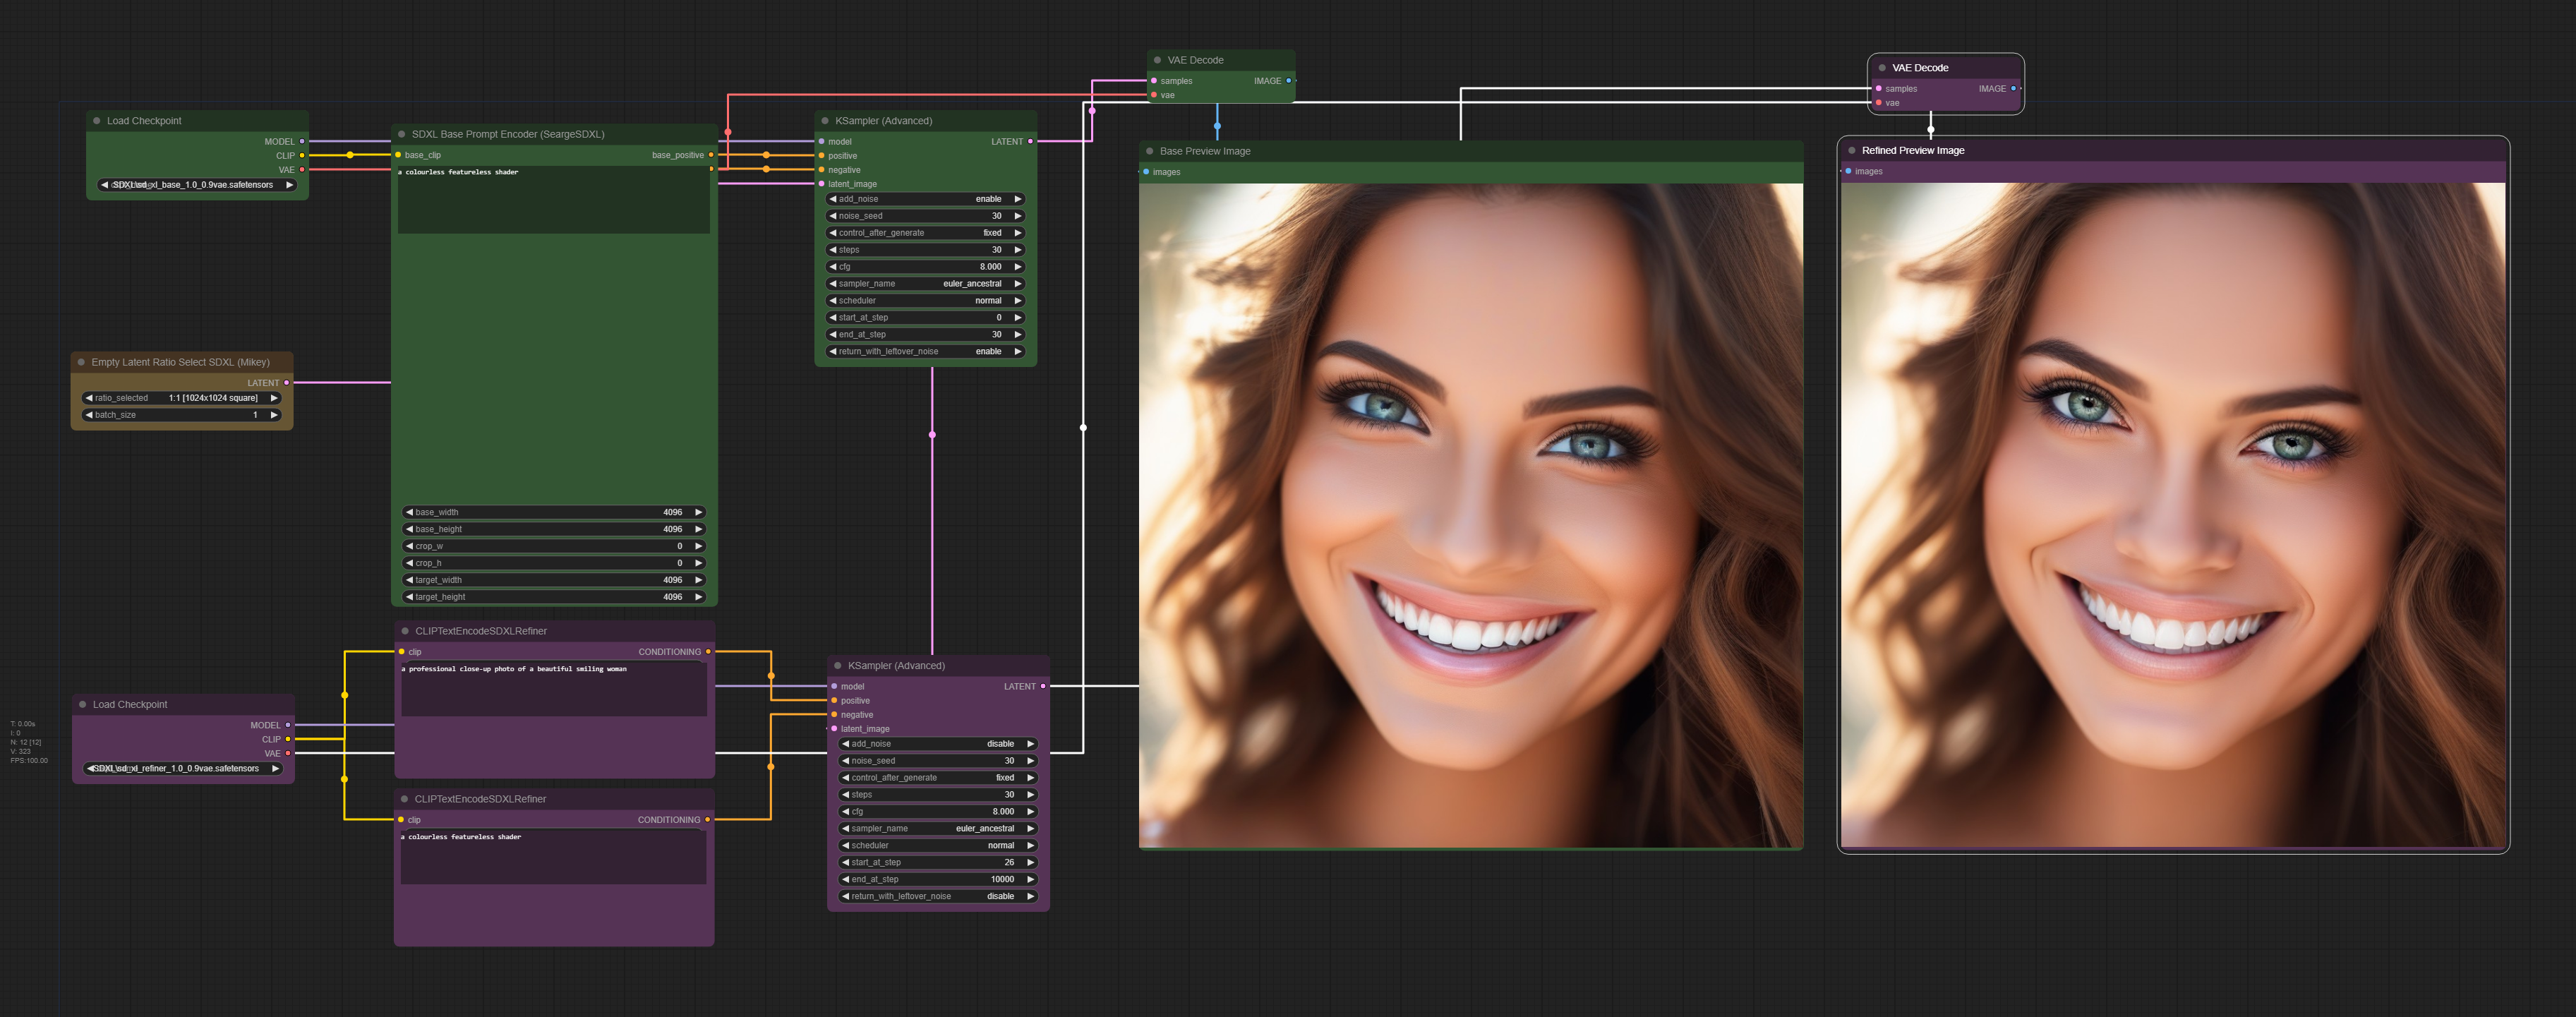 Load Checkpoint
MODEL
CLIP
VAE
SDXL\sd_xl_base_1.0_0.9vae.safetensors
Empty Latent Ratio Select SDXL (Mikey)
LATENT
ratio_selected 1:1 [1024x1024 square]
batch_size 1
SDXL Base Prompt Encoder (SeargeSDXL)
base_clip base_positive
a colourless featureless shader
base_width 4096
base_height 4096
crop_w 0
crop_h 0
target_width 4096
target_height 4096
KSampler (Advanced)
model LATENT
positive
negative
latent_image
add_noise enable
noise_seed 30
control_after_generate fixed
steps 30
cfg 8.000
sampler_name euler_ancestral
scheduler normal
start_at_step 0
end_at_step 30
return_with_leftover_noise enable
VAE Decode
samples IMAGE
vae
Base Preview Image
images
VAE Decode
samples IMAGE
vae
Refined Preview Image
images
Load Checkpoint
MODEL
CLIP
VAE
SDXL\sd_xl_refiner_1.0_0.9vae.safetensors
T: 0.00s
I: 0
N: 12 [12]
V: 323
FPS:100.00
CLIPTextEncodeSDXLRefiner
clip CONDITIONING
a professional close-up photo of a beautiful smiling woman
CLIPTextEncodeSDXLRefiner
clip CONDITIONING
a colourless featureless shader
KSampler (Advanced)
model LATENT
positive
negative
latent_image
add_noise disable
noise_seed 30
control_after_generate fixed
steps 30
cfg 8.000
sampler_name euler_ancestral
scheduler normal
start_at_step 26
end_at_step 10000
return_with_leftover_noise disable